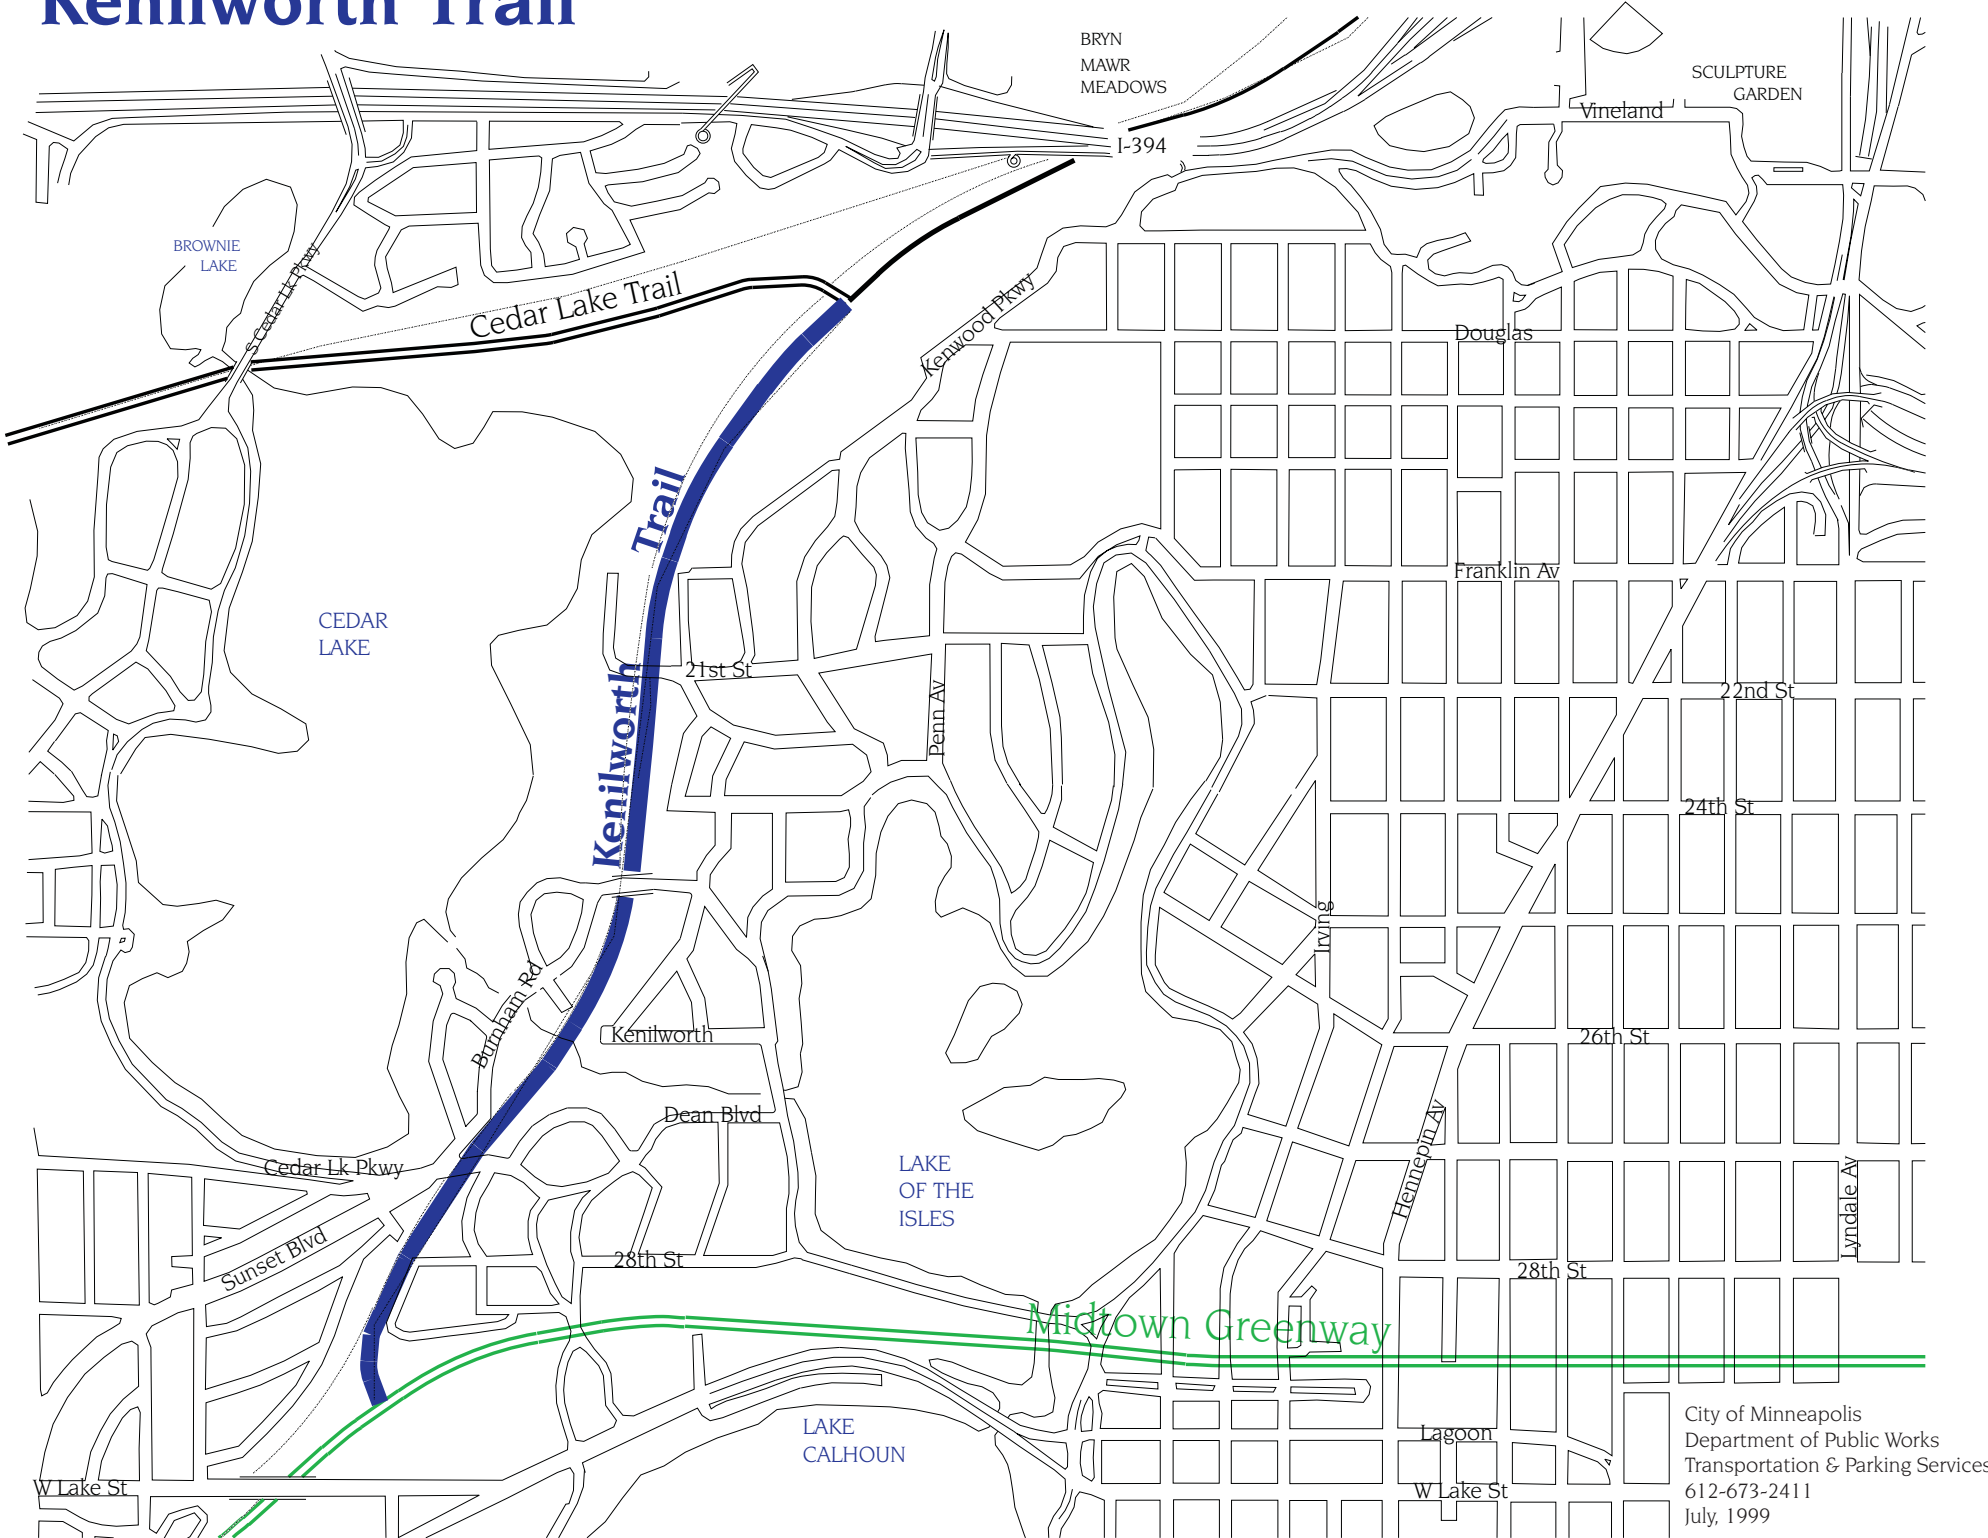 Kenilworth Trail
BRYN
MAWR
MEADOWS
SCULPTURE
GARDEN
Vineland
I-394
BROWNIE
LAKE
S Cedar Lk Pkwy
Cedar Lake Trail
Kenwood Pkwy
Douglas
Trail
Franklin Av
CEDAR
LAKE
Kenilworth
21st St
Penn Av
22nd St
24th St
Irving
Burnham Rd
Kenilworth
26th St
Dean Blvd
Hennepin Av
Cedar Lk Pkwy
LAKE
OF THE
ISLES
Lyndale Av
Sunset Blvd
28th St
28th St
Midtown Greenway
LAKE
CALHOUN
Lagoon
W Lake St
W Lake St
City of Minneapolis
Department of Public Works
Transportation & Parking Services
612-673-2411
July, 1999